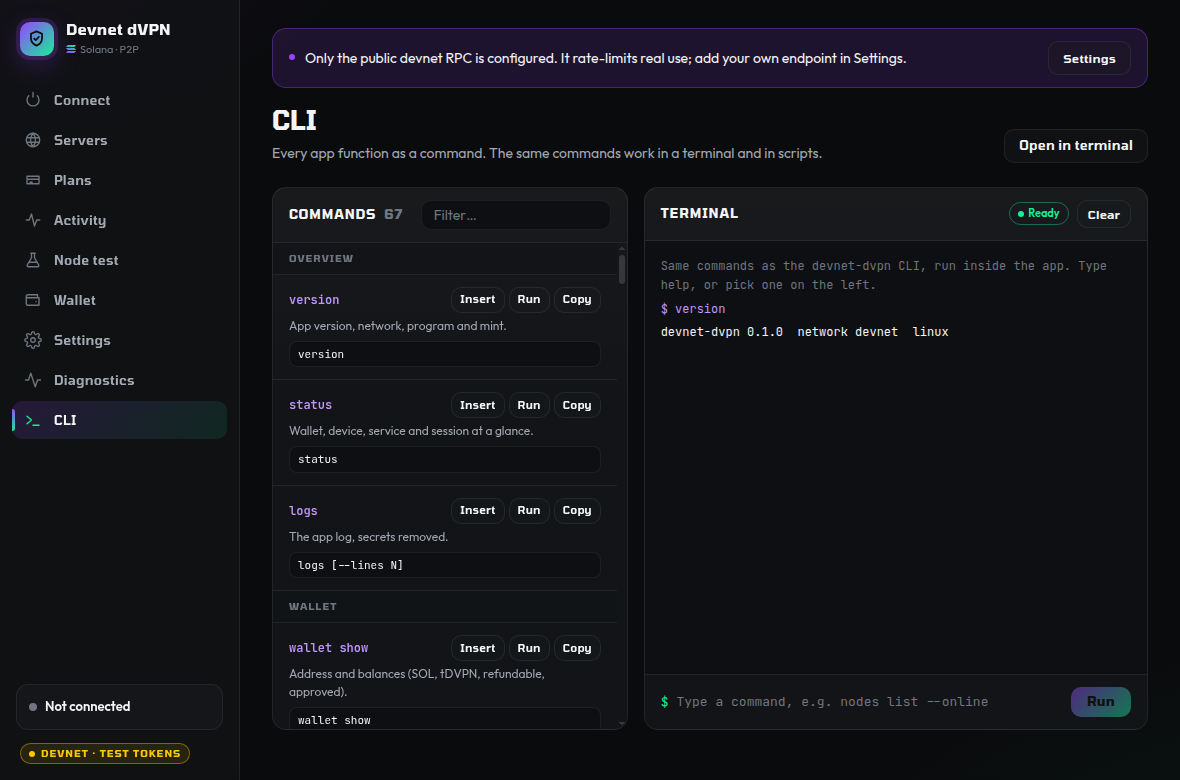 Devnet dVPN
Solana · P2P
Connect
Servers
Plans
Activity
Node test
Wallet
Settings
Diagnostics
CLI
Not connected
DEVNET · TEST TOKENS
Only the public devnet RPC is configured. It rate-limits real use; add your own endpoint in Settings.
Settings
CLI
Every app function as a command. The same commands work in a terminal and in scripts.
Open in terminal
COMMANDS 67
Filter...
OVERVIEW
version
Insert Run Copy
App version, network, program and mint.
version
status
Insert Run Copy
Wallet, device, service and session at a glance.
status
logs
Insert Run Copy
The app log, secrets removed.
logs [--lines N]
WALLET
wallet show
Insert Run Copy
Address and balances (SOL, tDVPN, refundable,
approved).
wallet show
TERMINAL
Ready
Clear
Same commands as the devnet-dvpn CLI, run inside the app. Type
help, or pick one on the left.
$ version
devnet-dvpn 0.1.0  network devnet  linux
$ Type a command, e.g. nodes list --online
Run